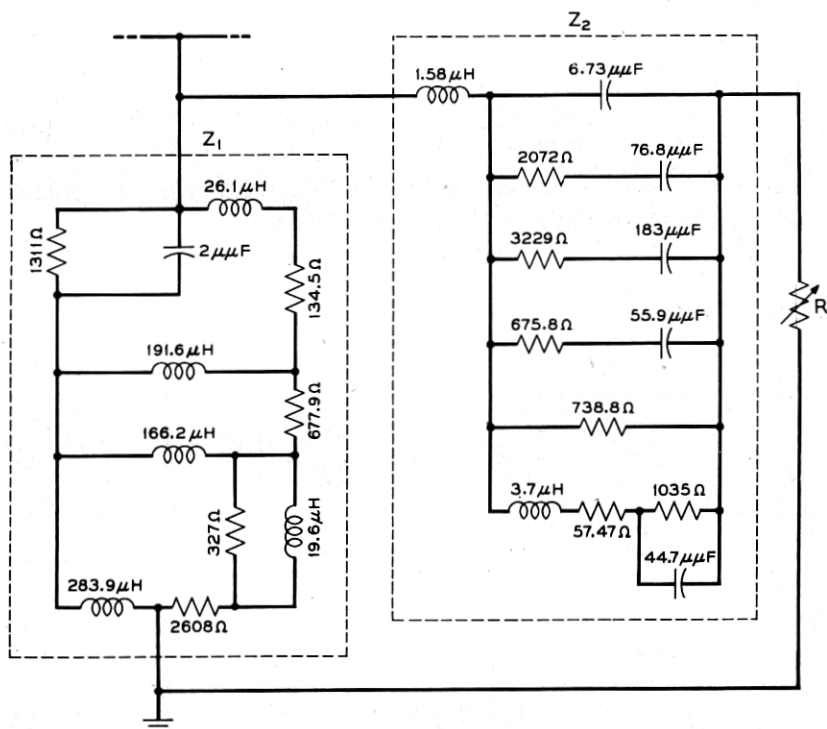 Z₂
1.58μH
6.73μμF
Z₁
26.1μH
2072Ω
76.8μμF
1311Ω
2μμF
134.5Ω
3229Ω
183μμF
R
191.6μH
675.8Ω
55.9μμF
677.9Ω
166.2μH
738.8Ω
327Ω
19.6μH
3.7μH
57.47Ω
1035Ω
44.7μμF
283.9μH
2608Ω